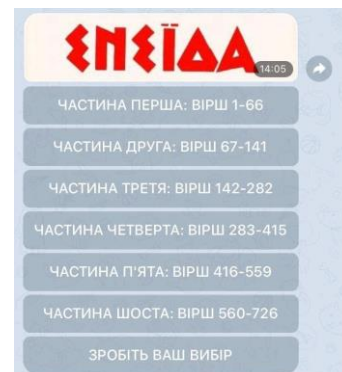 ЕНЕЇДА
14:05
ЧАСТИНА ПЕРША: ВІРШ 1-66
ЧАСТИНА ДРУГА: ВІРШ 67-141
ЧАСТИНА ТРЕТЯ: ВІРШ 142-282
ЧАСТИНА ЧЕТВЕРТА: ВІРШ 283-415
ЧАСТИНА П'ЯТА: ВІРШ 416-559
ЧАСТИНА ШОСТА: ВІРШ 560-726
ЗРОБІТЬ ВАШ ВИБІР